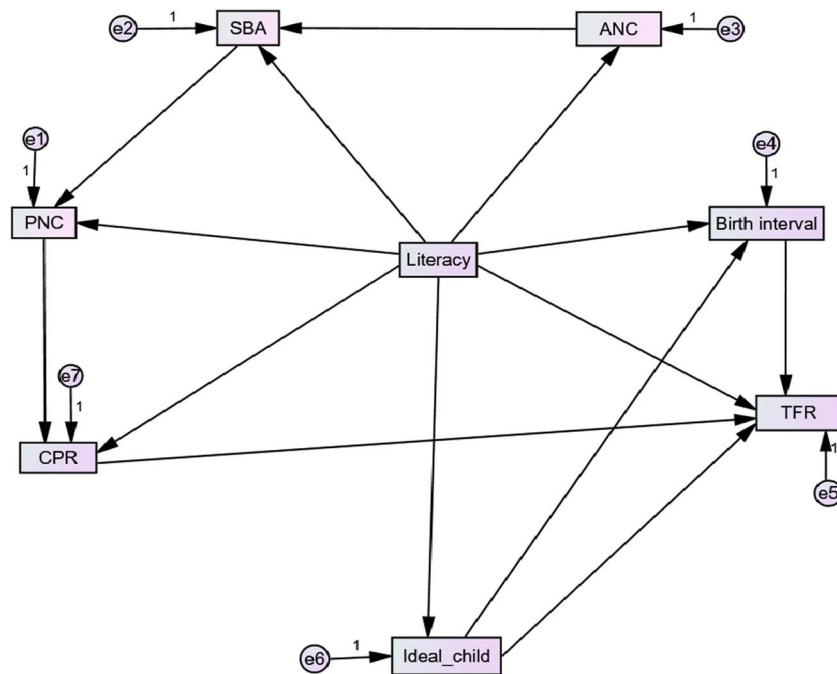 e2
1
SBA
ANC
1
e3
e1
1
PNC
e4
1
Birth interval
Literacy
e7
1
CPR
TFR
1
e5
e6
1
Ideal_child